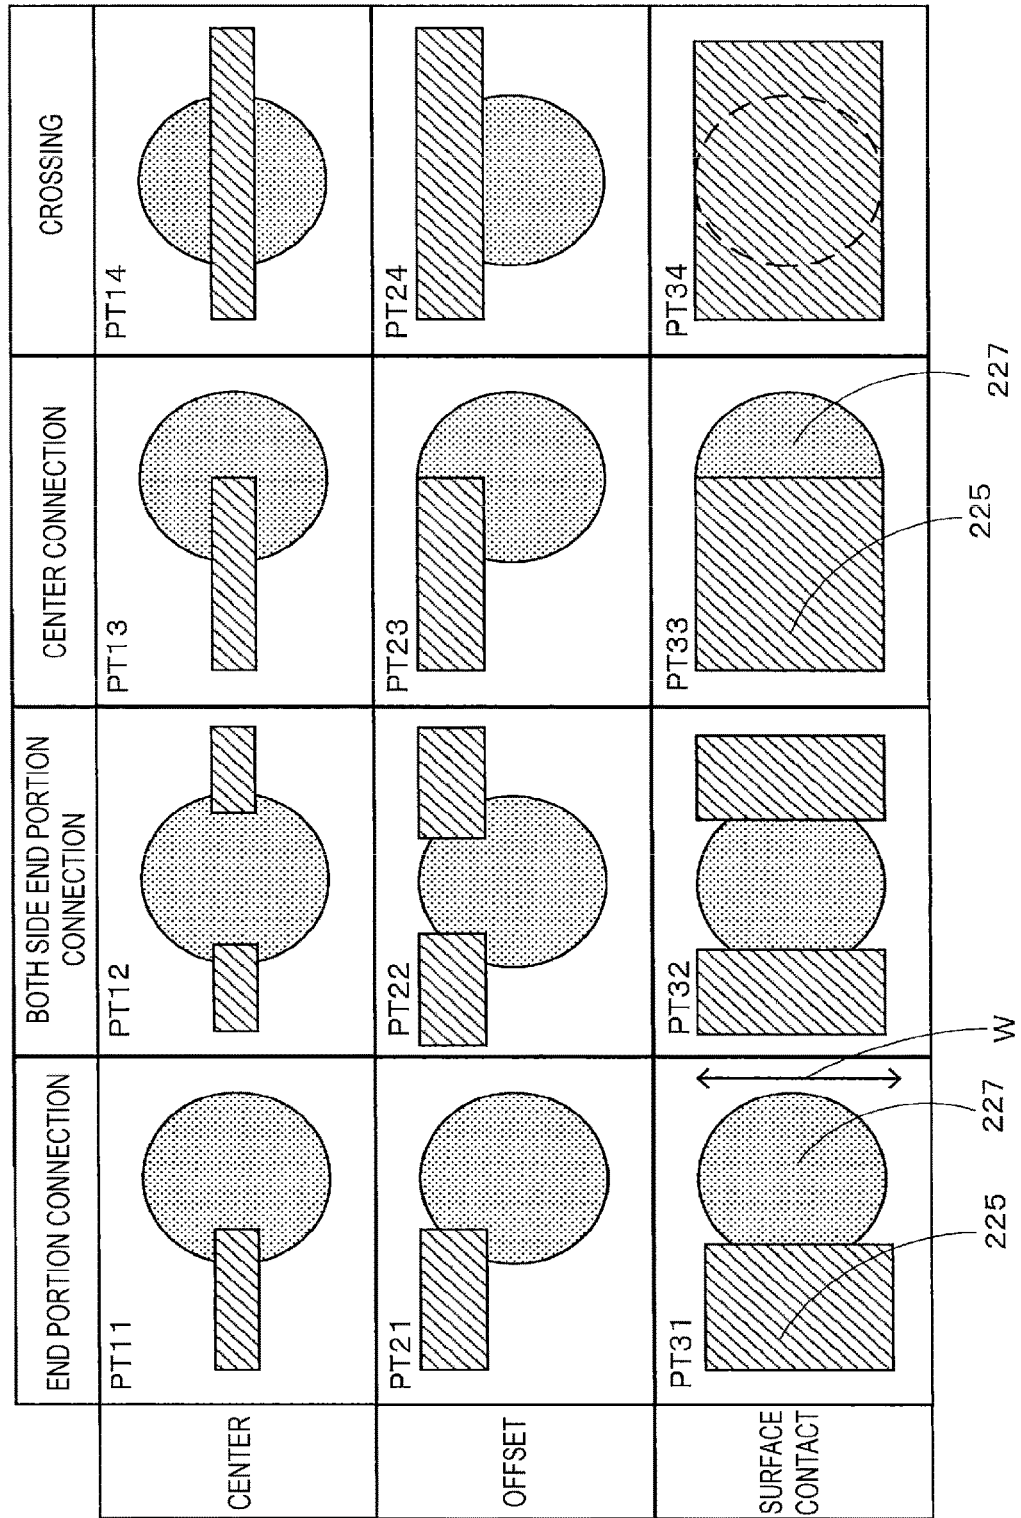 END PORTION CONNECTION
BOTH SIDE END PORTION
CONNECTION
CENTER CONNECTION
CROSSING
CENTER
PT11
PT12
PT13
PT14
OFFSET
PT21
PT22
PT23
PT24
SURFACE
CONTACT
PT31
PT32
PT33
PT34
225
227
W
225
227